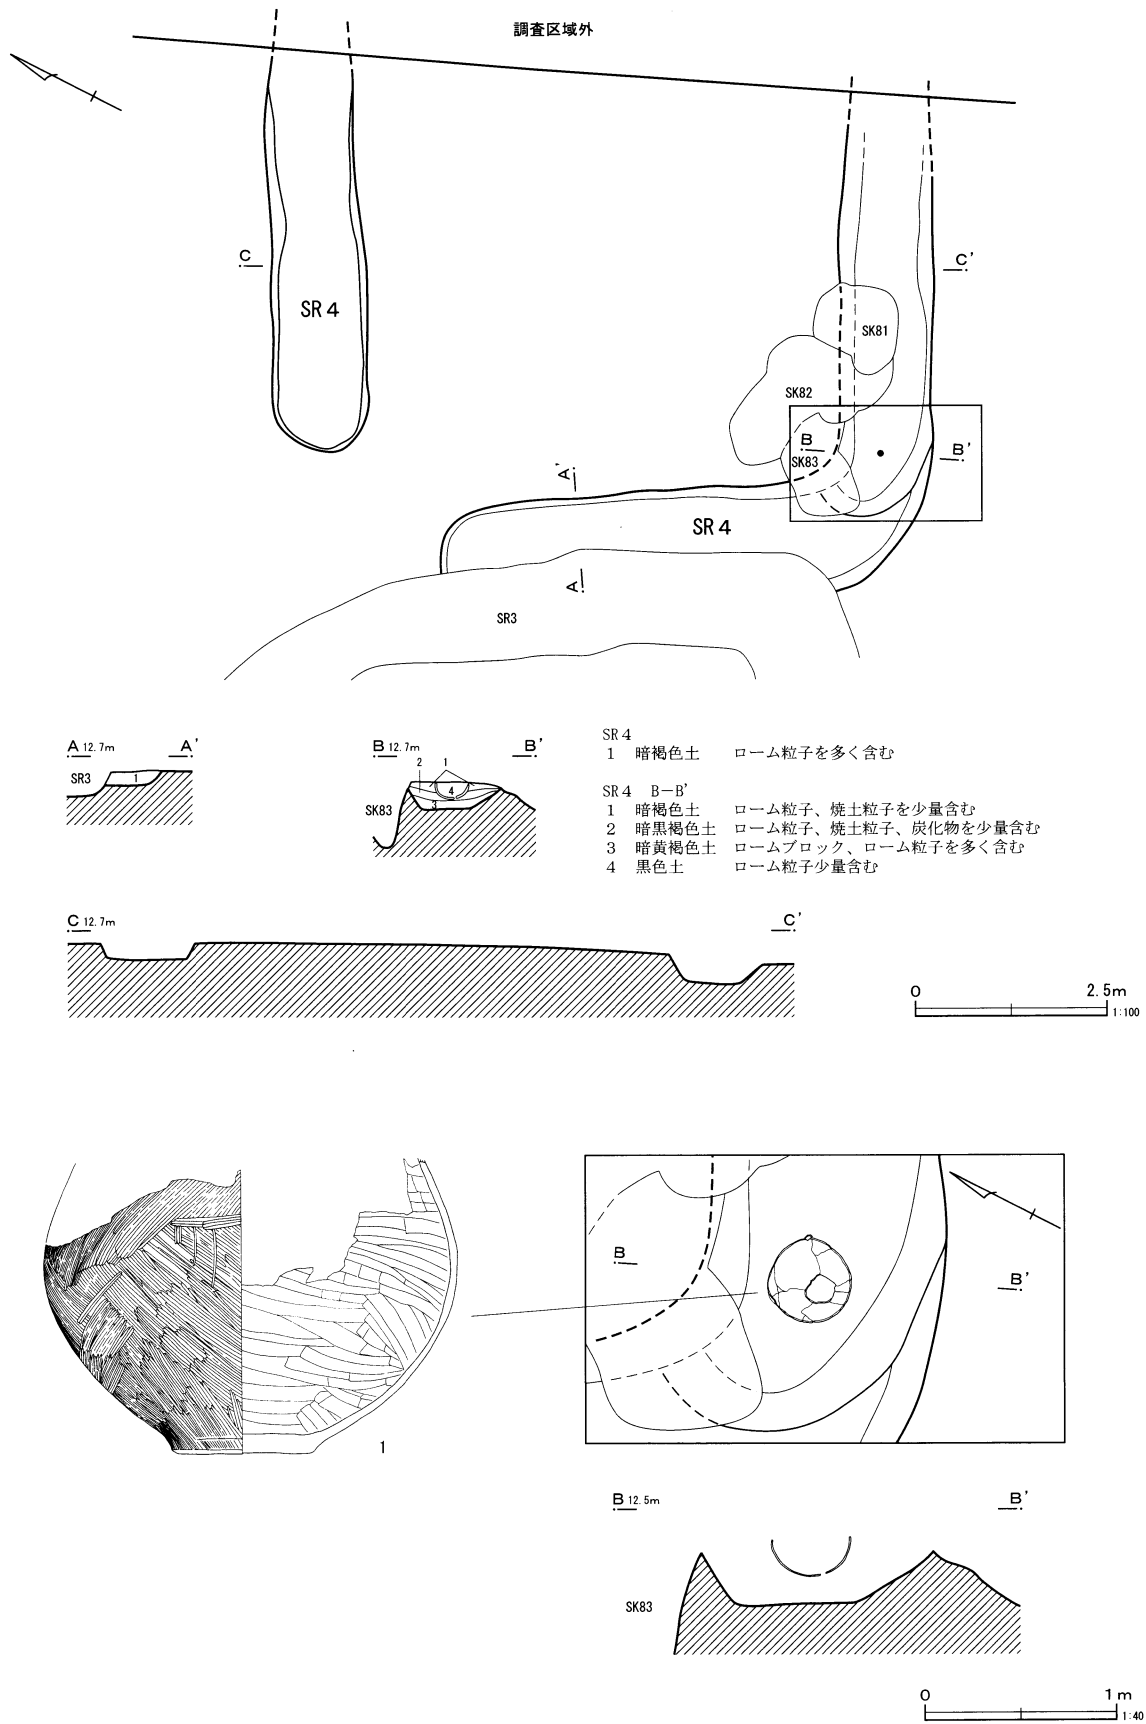 調査区域外
C
C'
SR 4
SK81
SK82
B
B'
SK83
A'
SR 4
A
SR3
A 12.7m
A'
SR3
1
B 12.7m
B'
2
1
4
3
SK83
SR 4
1 暗褐色土 ローム粒子を多く含む
SR 4 B－B'
1 暗褐色土 ローム粒子、焼土粒子を少量含む
2 暗黒褐色土 ローム粒子、焼土粒子、炭化物を少量含む
3 暗黄褐色土 ロームブロック、ローム粒子を多く含む
4 黒色土 ローム粒子少量含む
C 12.7m
C'
0
2.5m
1:100
1
B
B'
B 12.5m
B'
SK83
0
1m
1:40